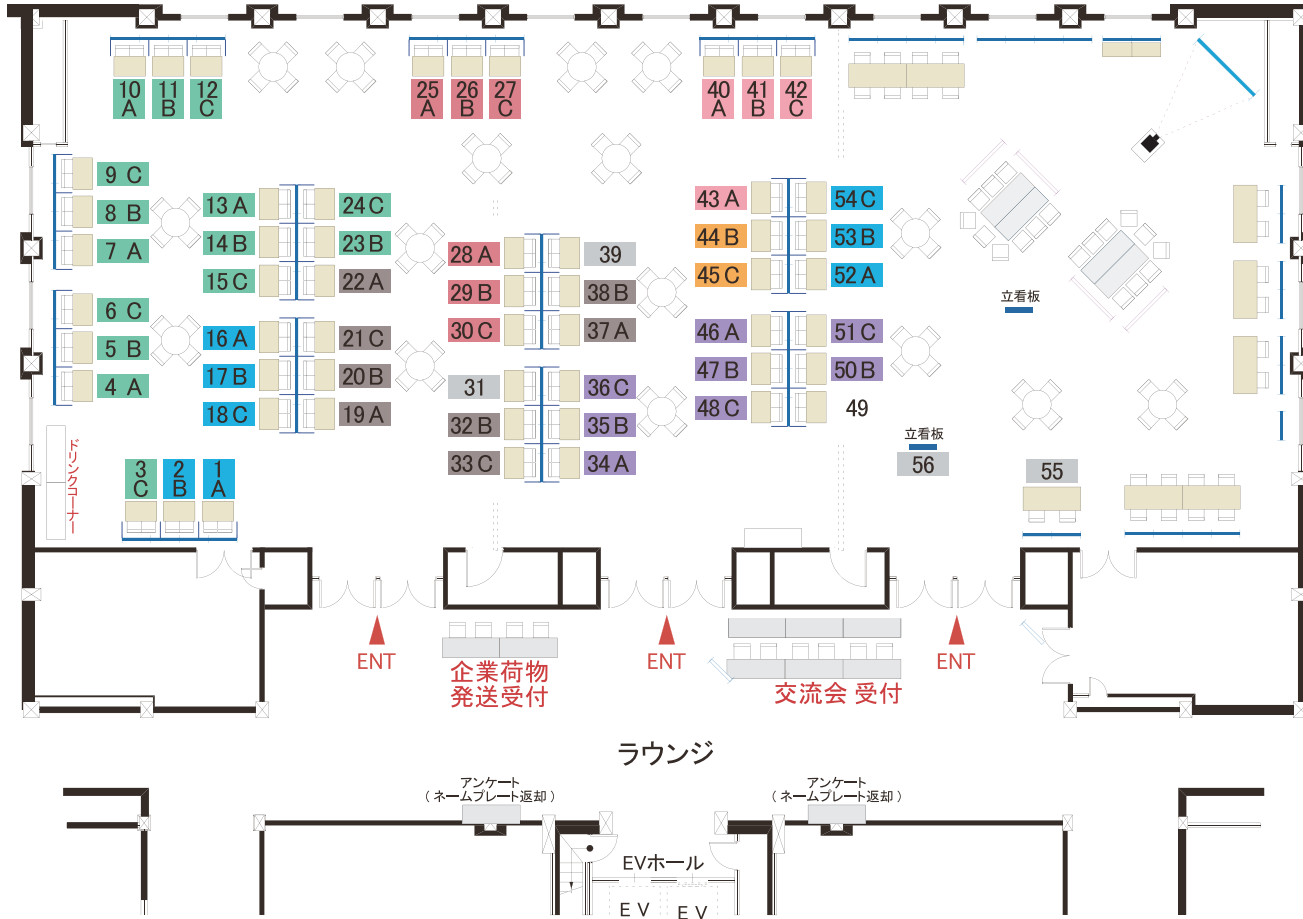 10 A
11 B
12 C
25 A
26 B
27 C
40 A
41 B
42 C
9 C
8 B
7 A
6 C
5 B
4 A
13 A
14 B
15 C
24 C
23 B
22 A
16 A
17 B
18 C
21 C
20 B
19 A
28 A
29 B
30 C
39
38 B
37 A
31
32 B
33 C
36 C
35 B
34 A
43 A
44 B
45 C
54 C
53 B
52 A
46 A
47 B
48 C
51 C
50 B
49
立看板
立看板
56
55
ドリンクコーナー
3 C
2 B
1 A
ENT
企業荷物
発送受付
ENT
交流会 受付
ENT
ラウンジ
アンケート
(ネームプレート返却)
アンケート
(ネームプレート返却)
EVホール
EV
EV